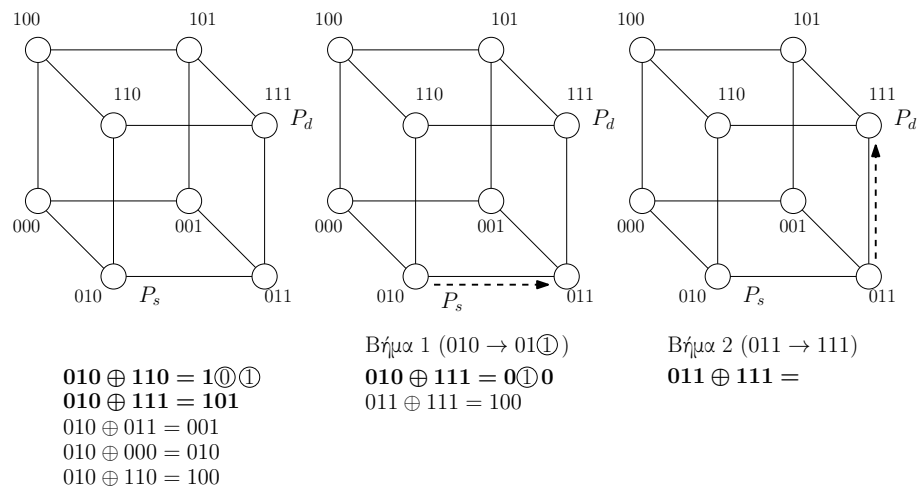 100 101
110 111
P_d
000 001
010 P_s 011
010 ⊕ 110 = 1⓪①
010 ⊕ 111 = 101
010 ⊕ 011 = 001
010 ⊕ 000 = 010
010 ⊕ 110 = 100
100 101
110 111
P_d
000 001
010 P_s 011
Βήμα 1 (010 → 01①)
010 ⊕ 111 = 0①0
011 ⊕ 111 = 100
100 101
110 111
P_d
000 001
010 P_s 011
Βήμα 2 (011 → 111)
011 ⊕ 111 =